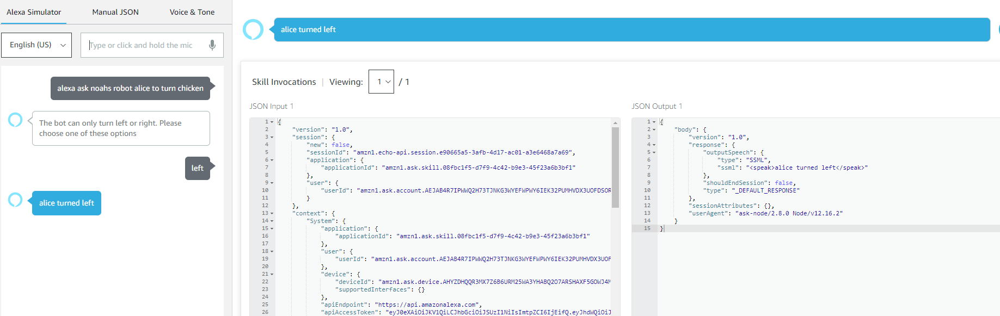 Alexa Simulator
Manual JSON
Voice & Tone
English (US)
Type or click and hold the mic
alexa ask noahs robot alice to turn chicken
The bot can only turn left or right. Please
choose one of these options
left
alice turned left
alice turned left
Skill Invocations | Viewing: 1 / 1
JSON Input 1
1 {
2 "version": "1.0",
3 "session": {
4 "new": false,
5 "sessionId": "amzn1.echo-api.session.e90665a5-3afb-4d17-ac01-a3e6468a7a69",
6 "application": {
7 "applicationId": "amzn1.ask.skill.08fbc1f5-d7f9-4c42-b9e3-45f23a6b3bf1"
8 },
9 "user": {
10 "userId": "amzn1.ask.account.AEJAB4R7IPWWQ2H73TJNKG3WYEFWPWY6IEK32PUMHVDX3UOFDSOR
11 }
12 },
13 "context": {
14 "System": {
15 "application": {
16 "applicationId": "amzn1.ask.skill.08fbc1f5-d7f9-4c42-b9e3-45f23a6b3bf1"
17 },
18 "user": {
19 "userId": "amzn1.ask.account.AEJAB4R7IPWWQ2H73TJNKG3WYEFWPWY6IEK32PUMHVDX3UOF
20 },
21 "device": {
22 "deviceId": "amzn1.ask.device.AHYZDHQQR3MX7Z6B6URM25WA3YHABQ2O7ARSHAXF5GOWJ4M
23 "supportedInterfaces": {}
24 },
25 "apiEndpoint": "https://api.amazonalexa.com",
26 "apiAccessToken": "eyJ0eXAiOiJKV1QiLCJhbGciOiJSUzI1NiIsImtpZCI6IjEifQ.eyJhdWQiOiJ
JSON Output 1
1 {
2 "body": {
3 "version": "1.0",
4 "response": {
5 "outputSpeech": {
6 "type": "SSML",
7 "ssml": "<speak>alice turned left</speak>"
8 },
9 "shouldEndSession": false,
10 "type": "_DEFAULT_RESPONSE"
11 },
12 "sessionAttributes": {},
13 "userAgent": "ask-node/2.8.0 Node/v12.16.2"
14 }
15 }